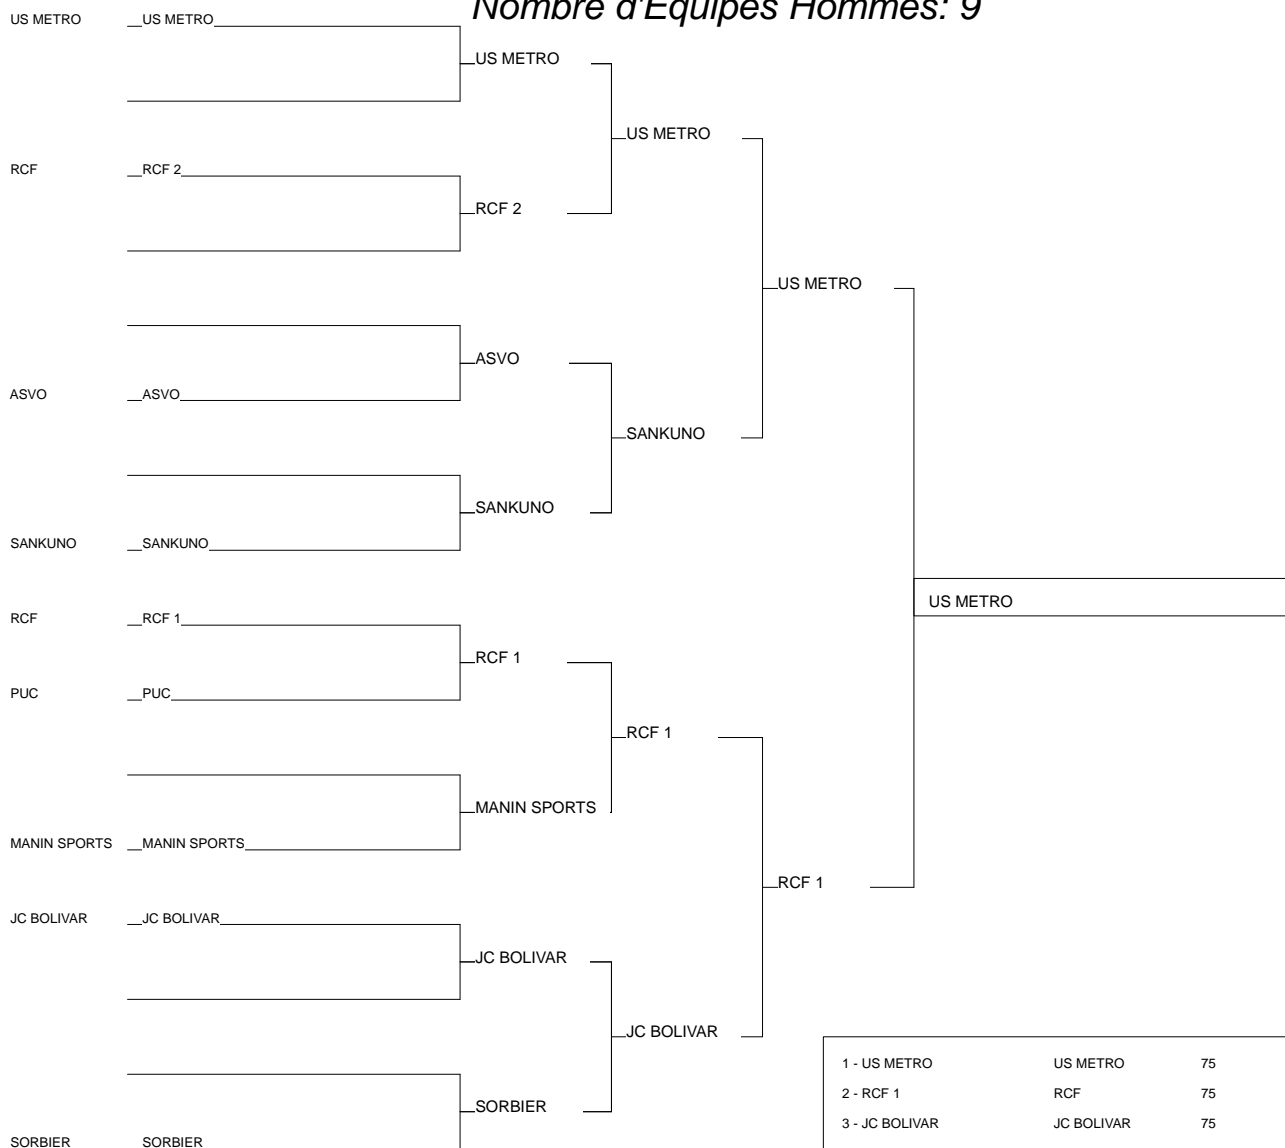 Nombre d'Equipes Hommes: 9
US METRO US METRO
US METRO
US METRO
RCF RCF 2
RCF 2
US METRO
ASVO
ASVO ASVO
SANKUNO
SANKUNO
SANKUNO SANKUNO
US METRO
RCF RCF 1
RCF 1
PUC PUC
RCF 1
MANIN SPORTS
MANIN SPORTS MANIN SPORTS
RCF 1
JC BOLIVAR JC BOLIVAR
JC BOLIVAR
JC BOLIVAR
SORBIER
SORBIER SORBIER
1 - US METRO US METRO 75
2 - RCF 1 RCF 75
3 - JC BOLIVAR JC BOLIVAR 75